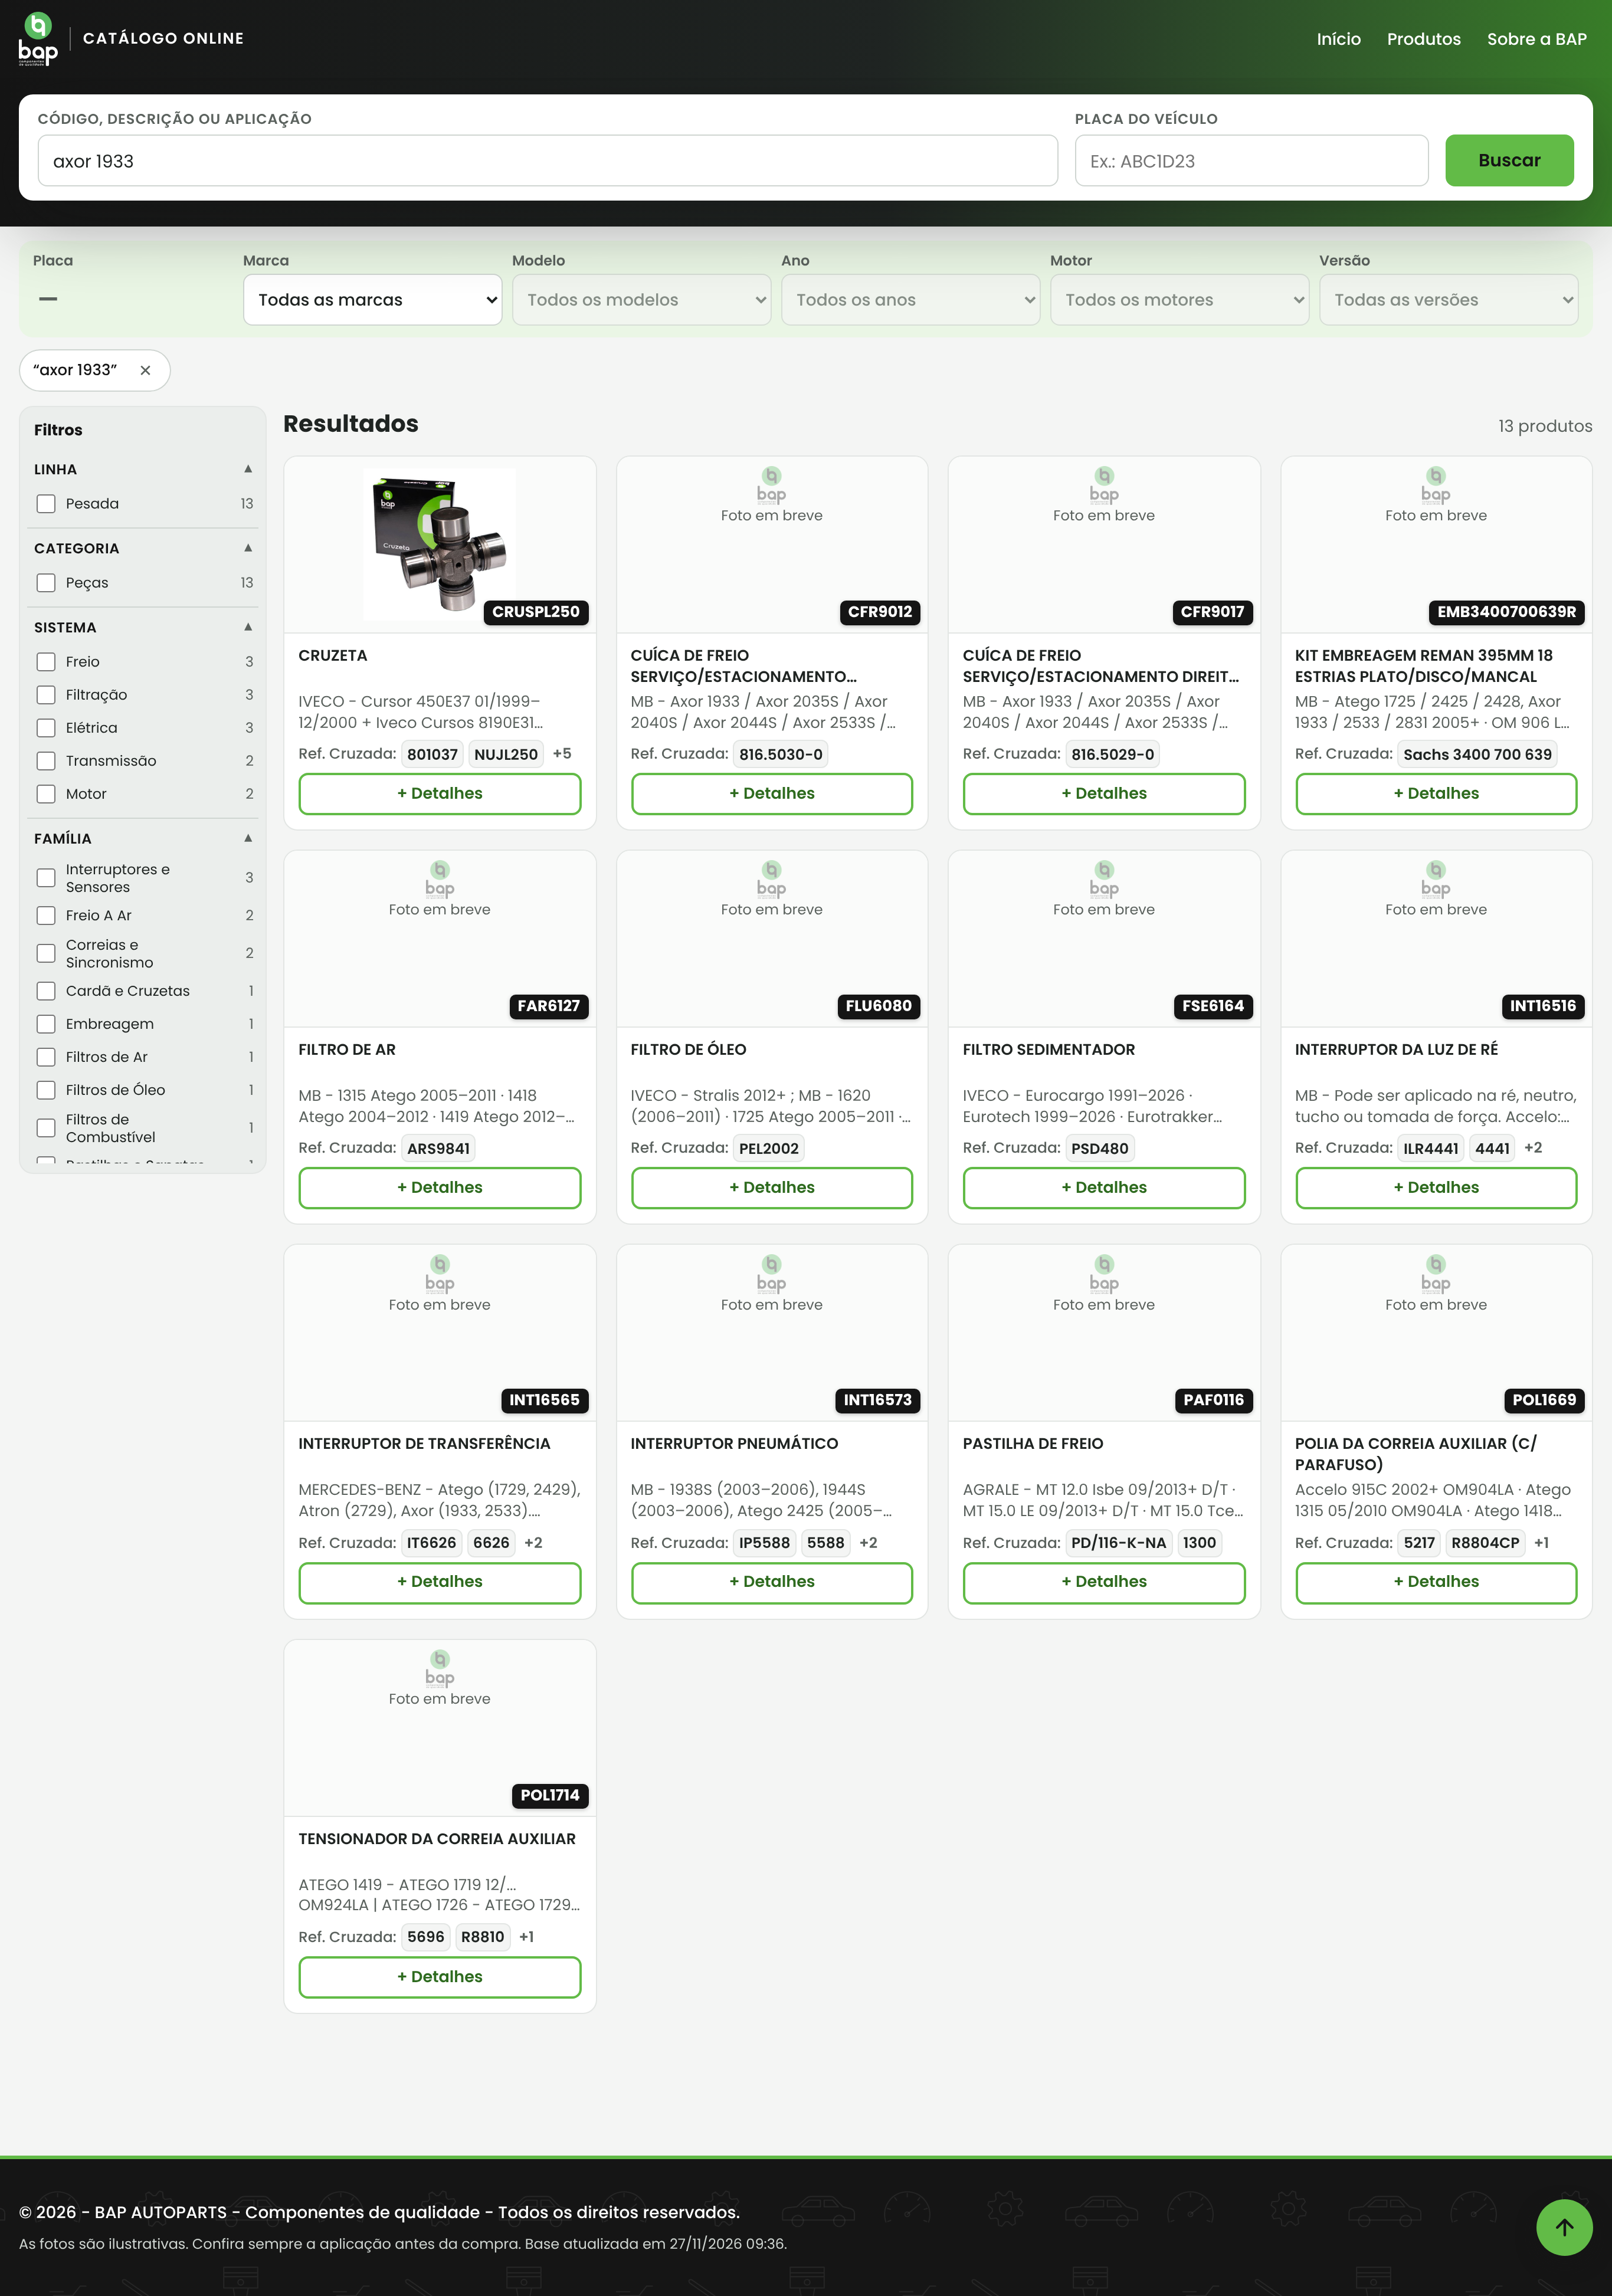 bap
CATÁLOGO ONLINE
Início
Produtos
Sobre a BAP
CÓDIGO, DESCRIÇÃO OU APLICAÇÃO
axor 1933
PLACA DO VEÍCULO
Ex.: ABC1D23
Buscar
Placa
—
Marca
Todas as marcas
Modelo
Todos os modelos
Ano
Todos os anos
Motor
Todos os motores
Versão
Todas as versões
“axor 1933” ×
Filtros
LINHA
Pesada 13
CATEGORIA
Peças 13
SISTEMA
Freio 3
Filtração 3
Elétrica 3
Transmissão 2
Motor 2
FAMÍLIA
Interruptores e
Sensores 3
Freio A Ar 2
Correias e
Sincronismo 2
Cardã e Cruzetas 1
Embreagem 1
Filtros de Ar 1
Filtros de Óleo 1
Filtros de
Combustível 1
Resultados
13 produtos
bap
Cruzeta
CRUSPL250
CRUZETA
IVECO - Cursor 450E37 01/1999–
12/2000 + Iveco Cursos 8190E31...
Ref. Cruzada: 801037 NUJL250 +5
+ Detalhes
bap
Foto em breve
CFR9012
CUÍCA DE FREIO
SERVIÇO/ESTACIONAMENTO...
MB - Axor 1933 / Axor 2035S / Axor
2040S / Axor 2044S / Axor 2533S /...
Ref. Cruzada: 816.5030-0
+ Detalhes
bap
Foto em breve
CFR9017
CUÍCA DE FREIO
SERVIÇO/ESTACIONAMENTO DIREIT...
MB - Axor 1933 / Axor 2035S / Axor
2040S / Axor 2044S / Axor 2533S /...
Ref. Cruzada: 816.5029-0
+ Detalhes
bap
Foto em breve
EMB3400700639R
KIT EMBREAGEM REMAN 395MM 18
ESTRIAS PLATO/DISCO/MANCAL
MB - Atego 1725 / 2425 / 2428, Axor
1933 / 2533 / 2831 2005+ · OM 906 L...
Ref. Cruzada: Sachs 3400 700 639
+ Detalhes
bap
Foto em breve
FAR6127
FILTRO DE AR
MB - 1315 Atego 2005–2011 · 1418
Atego 2004–2012 · 1419 Atego 2012–...
Ref. Cruzada: ARS9841
+ Detalhes
bap
Foto em breve
FLU6080
FILTRO DE ÓLEO
IVECO - Stralis 2012+ ; MB - 1620
(2006–2011) · 1725 Atego 2005–2011 ·...
Ref. Cruzada: PEL2002
+ Detalhes
bap
Foto em breve
FSE6164
FILTRO SEDIMENTADOR
IVECO - Eurocargo 1991–2026 ·
Eurotech 1999–2026 · Eurotrakker...
Ref. Cruzada: PSD480
+ Detalhes
bap
Foto em breve
INT16516
INTERRUPTOR DA LUZ DE RÉ
MB - Pode ser aplicado na ré, neutro,
tucho ou tomada de força. Accelo:...
Ref. Cruzada: ILR4441 4441 +2
+ Detalhes
bap
Foto em breve
INT16565
INTERRUPTOR DE TRANSFERÊNCIA
MERCEDES-BENZ - Atego (1729, 2429),
Atron (2729), Axor (1933, 2533)....
Ref. Cruzada: IT6626 6626 +2
+ Detalhes
bap
Foto em breve
INT16573
INTERRUPTOR PNEUMÁTICO
MB - 1938S (2003–2006), 1944S
(2003–2006), Atego 2425 (2005–...
Ref. Cruzada: IP5588 5588 +2
+ Detalhes
bap
Foto em breve
PAF0116
PASTILHA DE FREIO
AGRALE - MT 12.0 Isbe 09/2013+ D/T ·
MT 15.0 LE 09/2013+ D/T · MT 15.0 Tce...
Ref. Cruzada: PD/116-K-NA 1300
+ Detalhes
bap
Foto em breve
POL1669
POLIA DA CORREIA AUXILIAR (C/
PARAFUSO)
Accelo 915C 2002+ OM904LA · Atego
1315 05/2010 OM904LA · Atego 1418...
Ref. Cruzada: 5217 R8804CP +1
+ Detalhes
bap
Foto em breve
POL1714
TENSIONADOR DA CORREIA AUXILIAR
ATEGO 1419 - ATEGO 1719 12/...
OM924LA | ATEGO 1726 - ATEGO 1729...
Ref. Cruzada: 5696 R8810 +1
+ Detalhes
© 2026 - BAP AUTOPARTS - Componentes de qualidade - Todos os direitos reservados.
As fotos são ilustrativas. Confira sempre a aplicação antes da compra. Base atualizada em 27/11/2026 09:36.